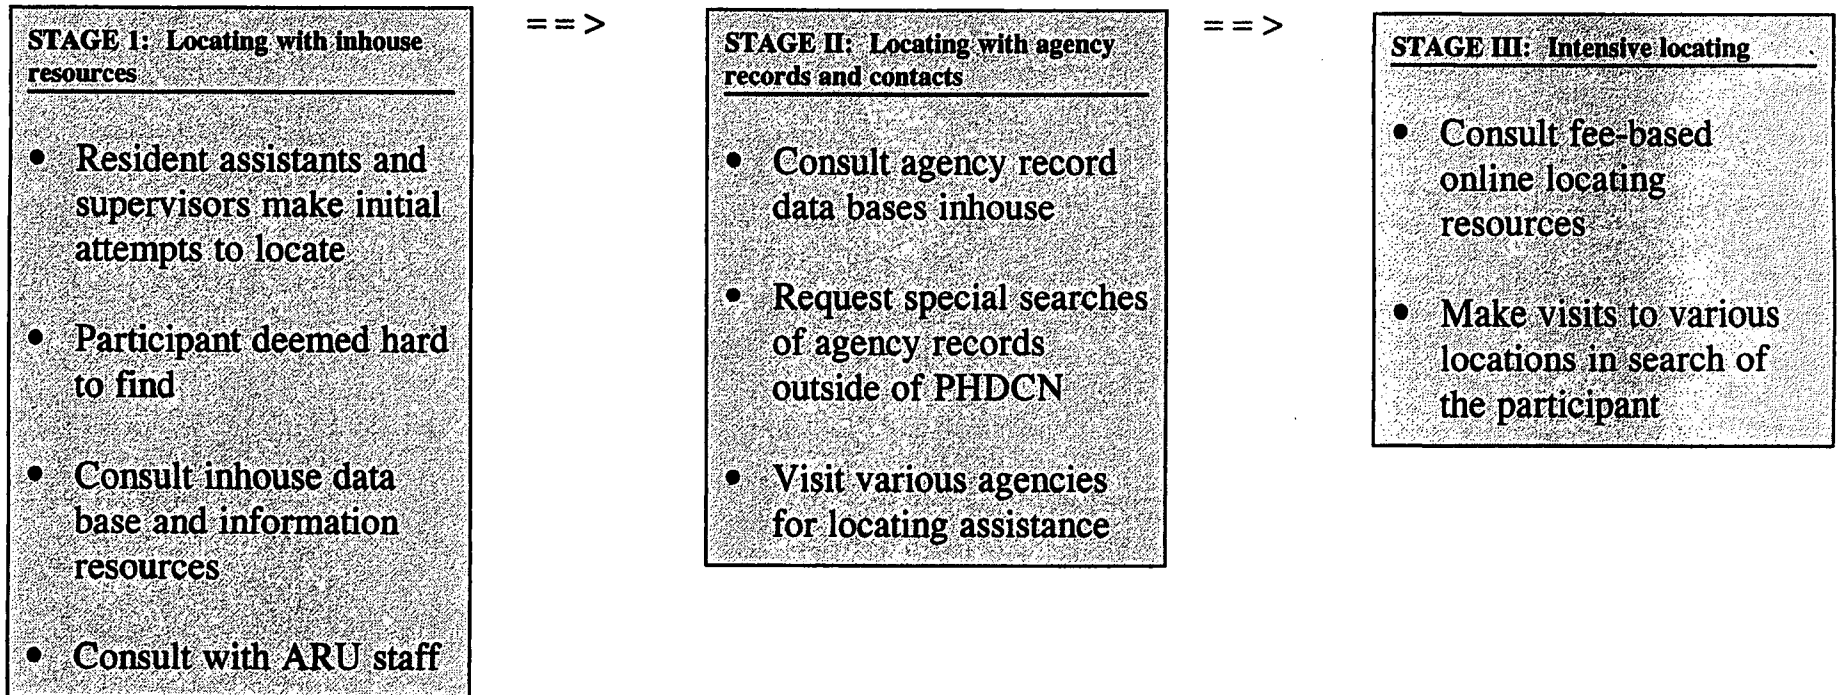 STAGE I: Locating with inhouse
resources
• Resident assistants and
supervisors make initial
attempts to locate
• Participant deemed hard
to find
• Consult inhouse data
base and information
resources
• Consult with ARU staff
==>
STAGE II: Locating with agency
records and contacts
• Consult agency record
data bases inhouse
• Request special searches
of agency records
outside of PHDCN
• Visit various agencies
for locating assistance
==>
STAGE III: Intensive locating
• Consult fee-based
online locating
resources
• Make visits to various
locations in search of
the participant